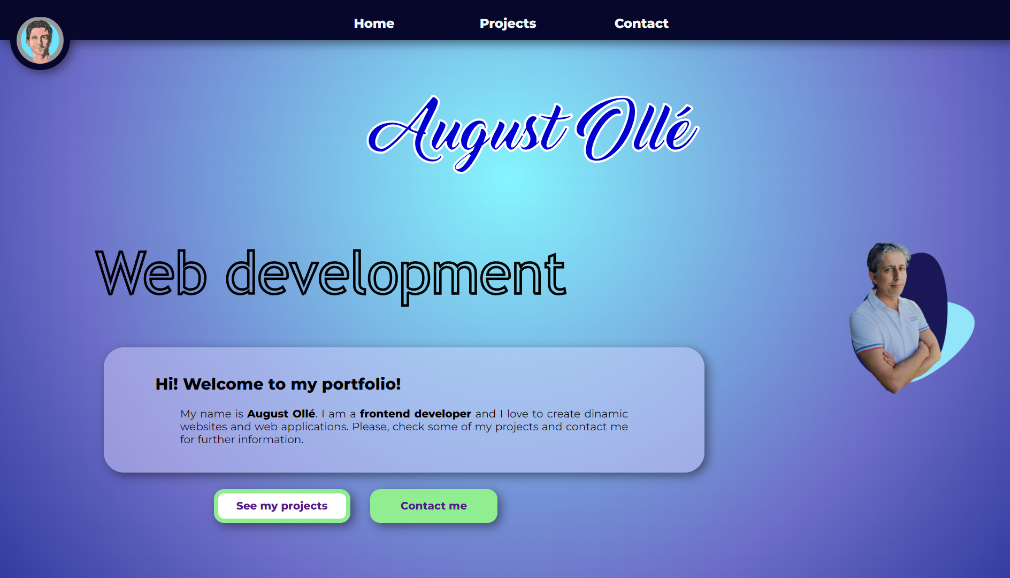 Home Projects Contact
August Ollé
Web development
Hi! Welcome to my portfolio!
My name is August Ollé. I am a frontend developer and I love to create dinamic
websites and web applications. Please, check some of my projects and contact me
for further information.
See my projects Contact me